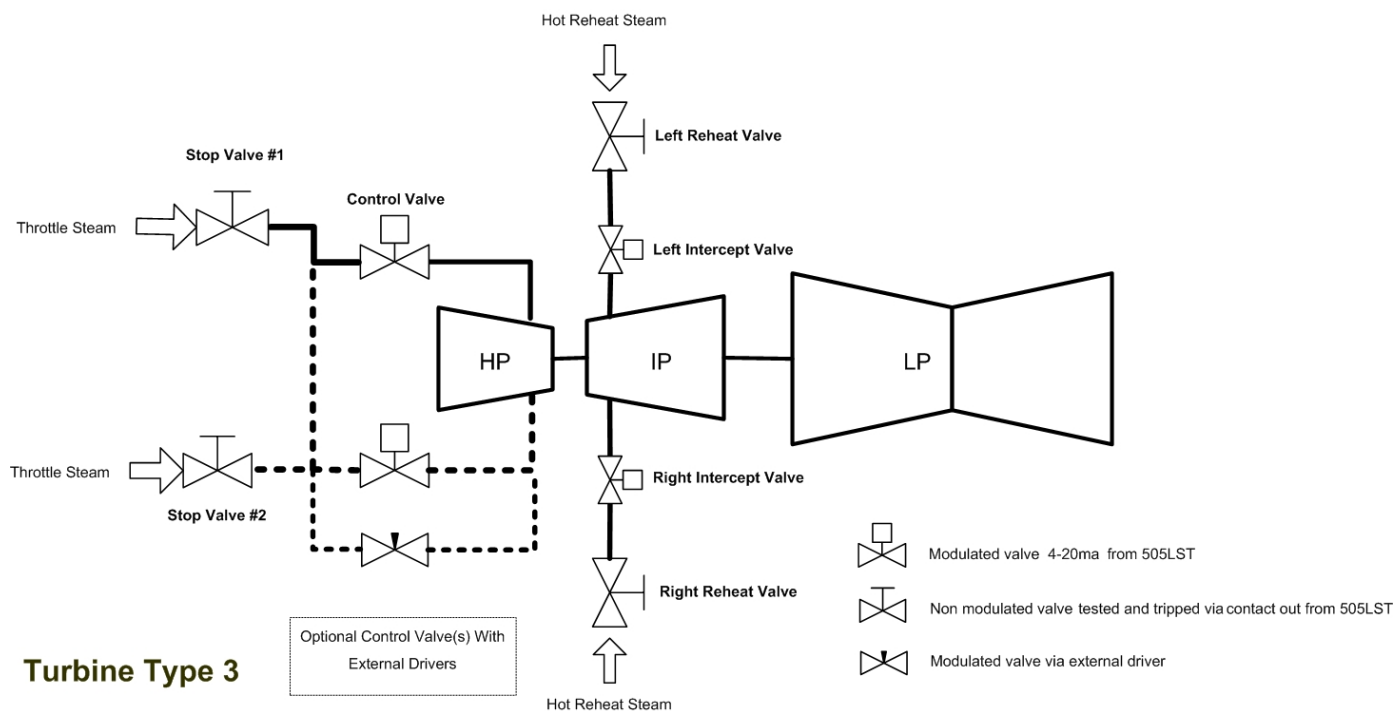 Hot Reheat Steam
Left Reheat Valve
Stop Valve #1
Control Valve
Throttle Steam
Left Intercept Valve
HP
IP
LP
Throttle Steam
Right Intercept Valve
Stop Valve #2
Modulated valve 4-20ma from 505LST
Right Reheat Valve
Non modulated valve tested and tripped via contact out from 505LST
Optional Control Valve(s) With
External Drivers
Modulated valve via external driver
Turbine Type 3
Hot Reheat Steam